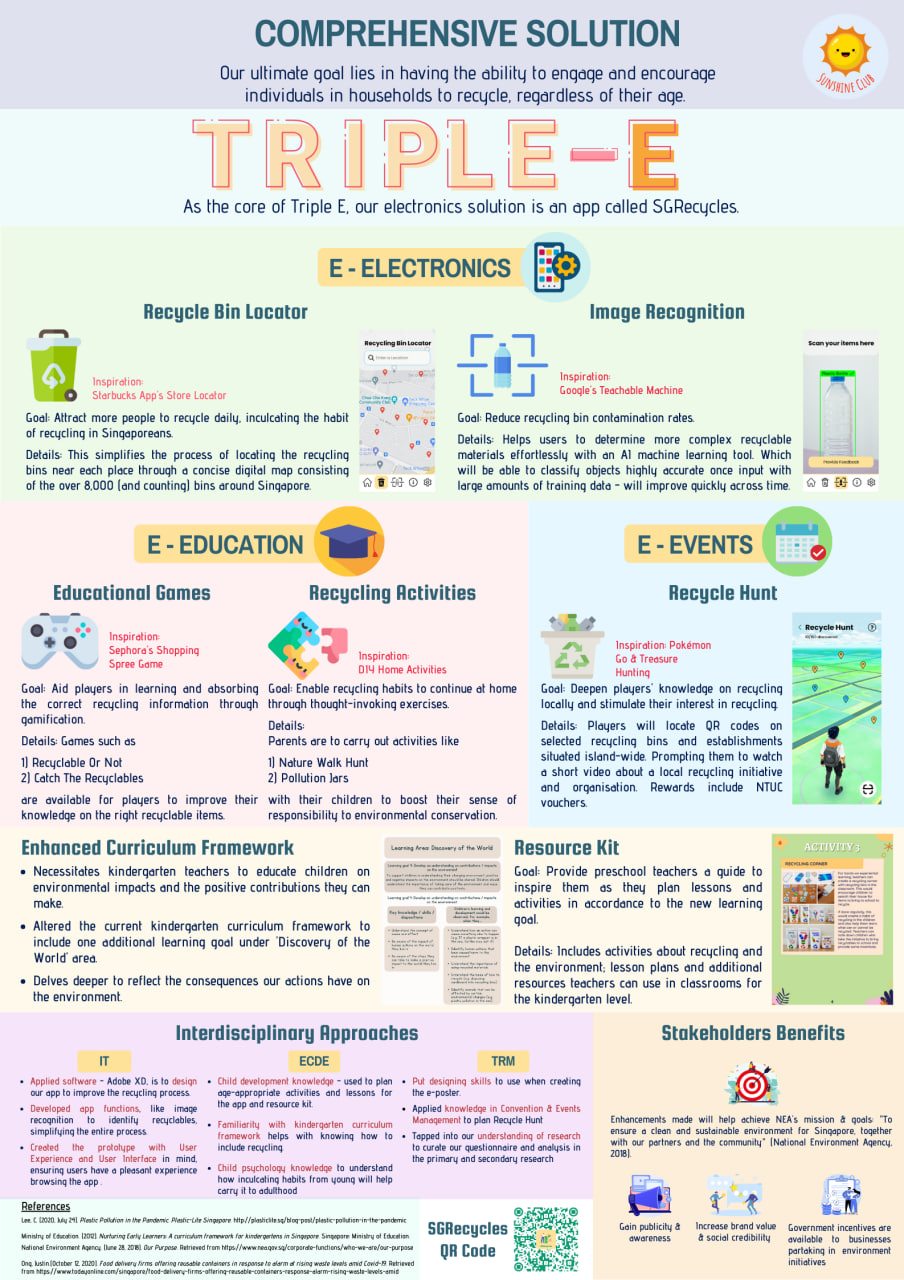 COMPREHENSIVE SOLUTION
Our ultimate goal lies in having the ability to engage and encourage
individuals in households to recycle, regardless of their age.
SUNSHINE CLUB
TRIPLE-E
As the core of Triple E, our electronics solution is an app called SGRecycles.
E - ELECTRONICS
Recycle Bin Locator
Inspiration:
Starbucks App's Store Locator
Goal: Attract more people to recycle daily, inculcating the habit
of recycling in Singaporeans.
Details: This simplifies the process of locating the recycling
bins near each place through a concise digital map consisting
of the over 8,000 (and counting) bins around Singapore.
Recycling Bin Locator
Enter a Location
Image Recognition
Inspiration:
Google's Teachable Machine
Goal: Reduce recycling bin contamination rates.
Details: Helps users to determine more complex recyclable
materials effortlessly with an A1 machine learning tool. Which
will be able to classify objects highly accurate once input with
large amounts of training data - will improve quickly across time.
Scan your items here
Provide Feedback
E - EDUCATION
Educational Games
Inspiration:
Sephora's Shopping
Spree Game
Goal: Aid players in learning and absorbing
the correct recycling information through
gamification.
Details: Games such as
1) Recyclable Or Not
2) Catch The Recyclables
are available for players to improve their
knowledge on the right recyclable items.
Recycling Activities
Inspiration:
D14 Home Activities
Goal: Enable recycling habits to continue at home
through thought-invoking exercises.
Details:
Parents are to carry out activities like
1) Nature Walk Hunt
2) Pollution Jars
with their children to boost their sense of
responsibility to environmental conservation.
E - EVENTS
Recycle Hunt
Inspiration: Pokémon
Go & Treasure
Hunting
Goal: Deepen players' knowledge on recycling
locally and stimulate their interest in recycling.
Details: Players will locate QR codes on
selected recycling bins and establishments
situated island-wide. Prompting them to watch
a short video about a local recycling initiative
and organisation. Rewards include NTUC
vouchers.
Recycle Hunt
Enhanced Curriculum Framework
• Necessitates kindergarten teachers to educate children on
environmental impacts and the positive contributions they can
make.
• Altered the current kindergarten curriculum framework to
include one additional learning goal under 'Discovery of the
World' area.
• Delves deeper to reflect the consequences our actions have on
the environment.
Learning Area: Discovery of the World
Resource Kit
Goal: Provide preschool teachers a guide to
inspire them as they plan lessons and
activities in accordance to the new learning
goal.
Details: Includes activities about recycling and
the environment; lesson plans and additional
resources teachers can use in classrooms for
the kindergarten level.
ACTIVITY 3
RECYCLING CORNER
Interdisciplinary Approaches
IT
• Applied software - Adobe XD, is to design
our app to improve the recycling process.
• Developed app functions, like image
recognition to identify recyclables,
simplifying the entire process.
• Created the prototype with User
Experience and User Interface in mind,
ensuring users have a pleasant experience
browsing the app .
ECDE
• Child development knowledge - used to plan
age-appropriate activities and lessons for
the app and resource kit.
• Familiarity with kindergarten curriculum
framework helps with knowing how to
include recycling.
• Child psychology knowledge to understand
how inculcating habits from young will help
carry it to adulthood
TRM
• Put designing skills to use when creating
the e-poster.
• Applied knowledge in Convention & Events
Management to plan Recycle Hunt
• Tapped into our understanding of research
to curate our questionnaire and analysis in
the primary and secondary research
Stakeholders Benefits
Enhancements made will help achieve NEA's mission & goals: "To
ensure a clean and sustainable environment for Singapore, together
with our partners and the community" (National Environment Agency,
2018).
Gain publicity &
awareness
Increase brand value
& social credibility
Government incentives are
available to businesses
partaking in environment
initiatives
References
Lee, C. (2020, July 29). Plastic Pollution in the Pandemic. Plastic-Lite Singapore. http://plasticlite.sg/blog-post/plastic-pollution-in-the-pandemic
Ministry of Education. (2012). Nurturing Early Learners: A curriculum framework for kindergartens in Singapore. Singapore: Ministry of Education.
National Environment Agency. (June 28, 2018). Our Purpose. Retrieved from https://www.nea.gov.sg/corporate-functions/who-we-are/our-purpose
Ong, Justin.(October 12, 2020). Food delivery firms offering reusable containers in response to alarm at rising waste levels amid Covid-19. Retrieved
from https://www.todayonline.com/singapore/food-delivery-firms-offering-reusable-containers-response-alarm-rising-waste-levels-amid
SGRecycles
QR Code